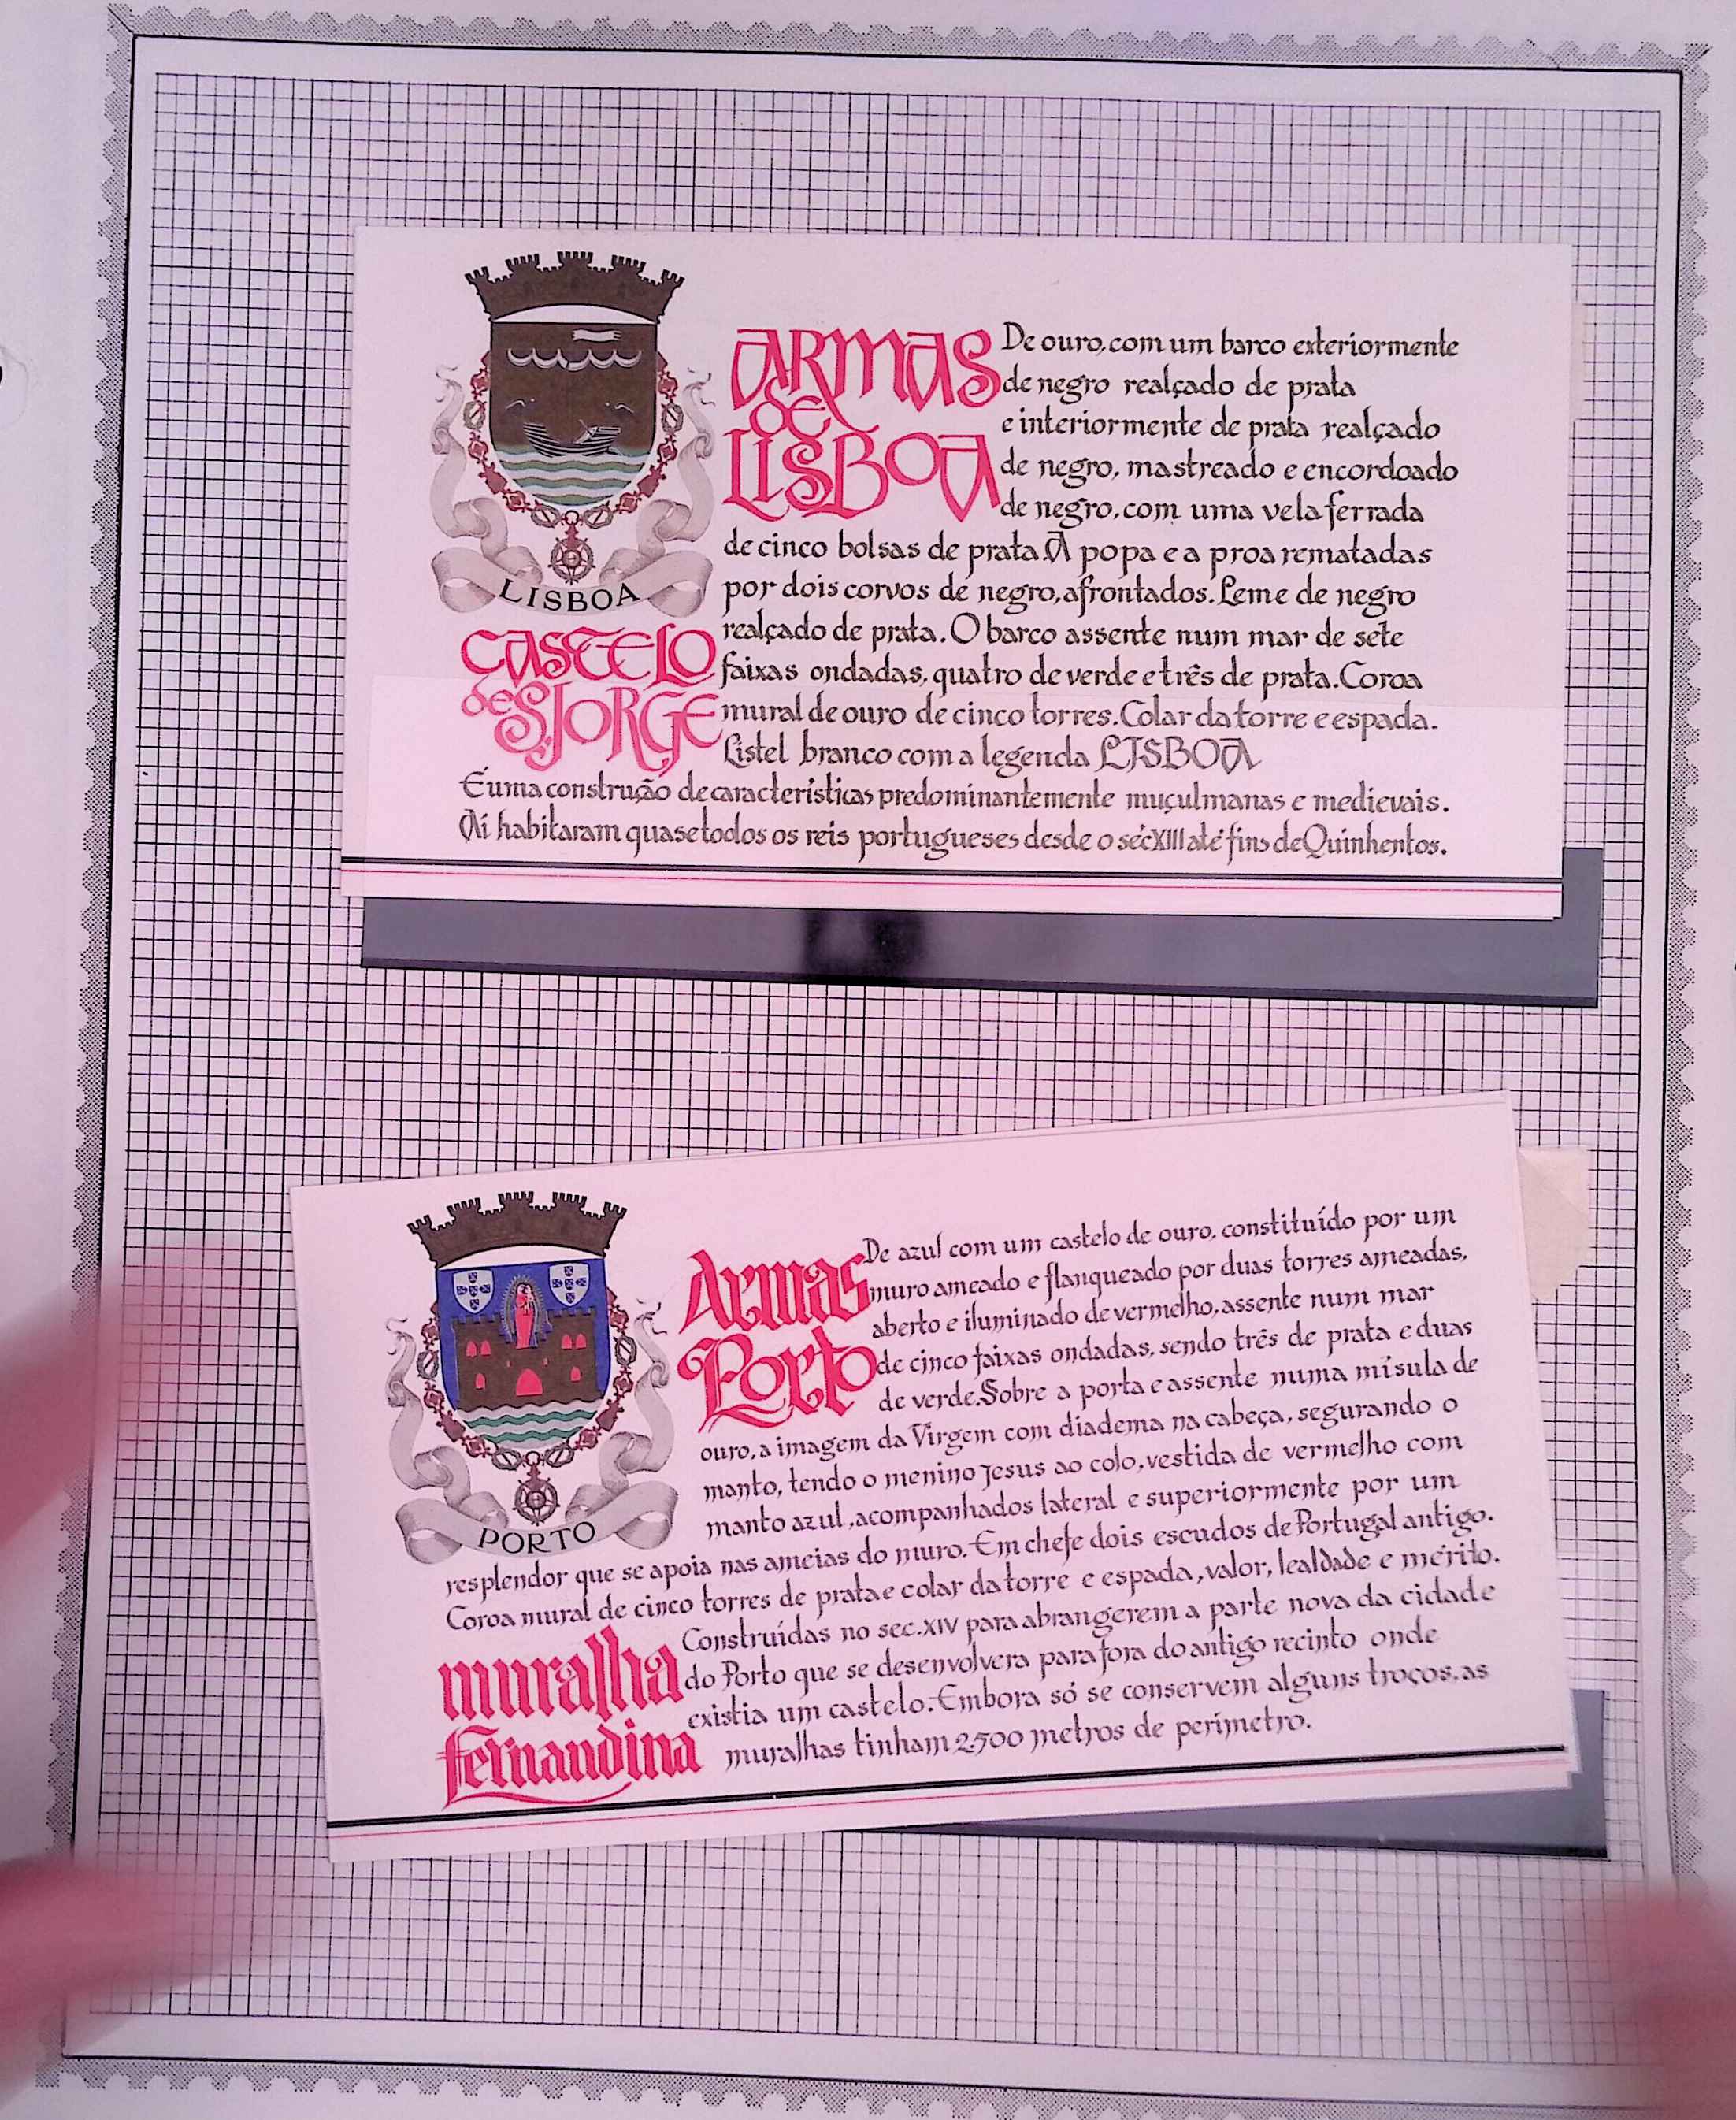 ARMAS
de
LISBOA
De ouro, com um barco exteriormente
de negro realçado de prata
e interiormente de prata realçado
de negro, mastreado e encordoado
de negro, com uma vela ferrada
de cinco bolsas de prata. A popa e a proa rematadas
por dois corvos de negro, afrontados. Leme de negro
realçado de prata. O barco assente num mar de sete
faixas ondadas, quatro de verde e três de prata. Coroa
mural de ouro de cinco torres. Colar da torre e espada.
Listel branco com a legenda LISBOA
LISBOA
CASTELO
de S. JORGE
É uma construção de características predominantemente muçulmanas e medievais.
Aí habitaram quase todos os reis portugueses desde o séc XIII até fins de Quinhentos.
Armas
Porto
De azul com um castelo de ouro, constituído por um
muro ameado e flanqueado por duas torres ameadas,
aberto e iluminado de vermelho, assente num mar
de cinco faixas ondadas, sendo três de prata e duas
de verde. Sobre a porta e assente numa mísula de
ouro, a imagem da Virgem com diadema na cabeça, segurando o
manto, tendo o menino Jesus ao colo, vestida de vermelho com
manto azul, acompanhados lateral e superiormente por um
resplendor que se apoia nas ameias do muro. Em chefe dois escudos de Portugal antigo.
Coroa mural de cinco torres de prata e colar da torre e espada, valor, lealdade e mérito.
PORTO
muralha
Fernandina
Construídas no sec. XIV para abrangerem a parte nova da cidade
do Porto que se desenvolvera para fora do antigo recinto onde
existia um castelo. Embora só se conservem alguns troços, as
muralhas tinham 2.500 metros de perímetro.